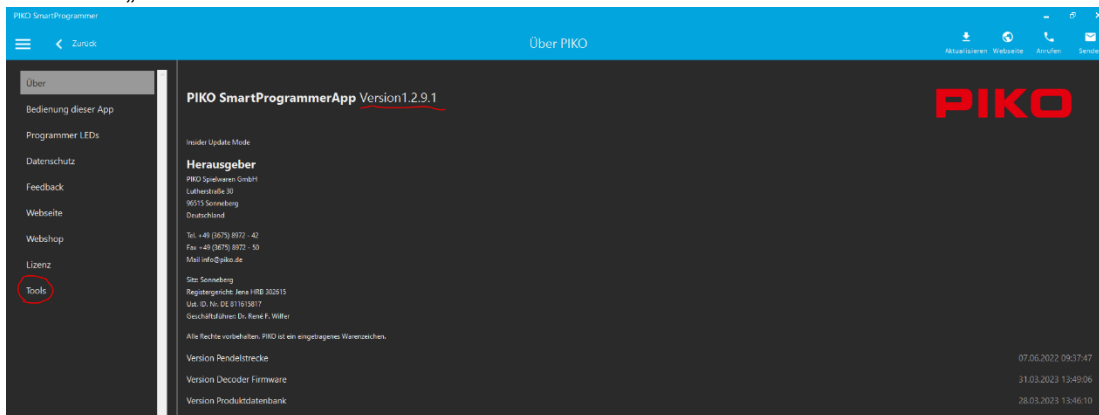 „
PIKO SmartProgrammer
Zurück
Über PIKO
Aktualisieren Webseite Anrufen Sende
Über
Bedienung dieser App
Programmer LEDs
Datenschutz
Feedback
Webseite
Webshop
Lizenz
Tools
PIKO SmartProgrammerApp Version1.2.9.1
PIKO
Insider Update Mode
Herausgeber
PIKO Spielwaren GmbH
Lutherstraße 30
96515 Sonneberg
Deutschland
Tel. +49 (3675) 8972 - 42
Fax +49 (3675) 8972 - 50
Mail info@piko.de
Sitz: Sonneberg
Registergericht: Jena HRB 302615
Ust. ID. Nr. DE 811615817
Geschäftsführer: Dr. René F. Wilfer
Alle Rechte vorbehalten. PIKO ist ein eingetragenes Warenzeichen.
Version Pendelstrecke 07.06.2022 09:37:47
Version Decoder Firmware 31.03.2023 13:49:06
Version Produktdatenbank 28.03.2023 13:46:10